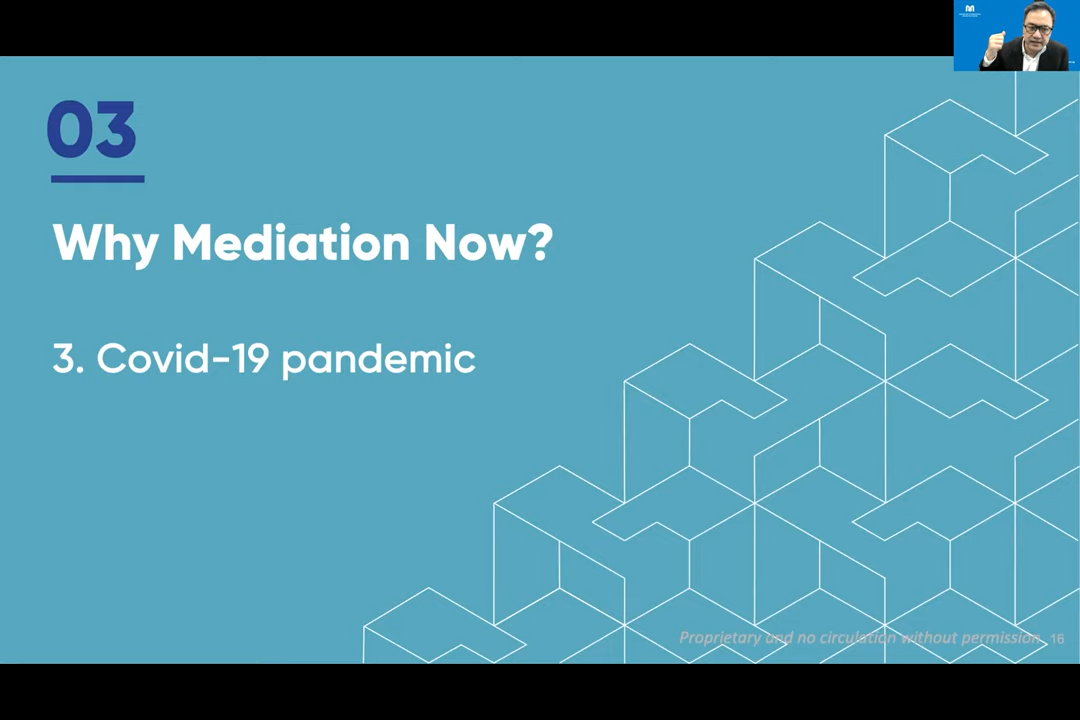 03
Why Mediation Now?
3. Covid-19 pandemic
Proprietary and no circulation without permission
16